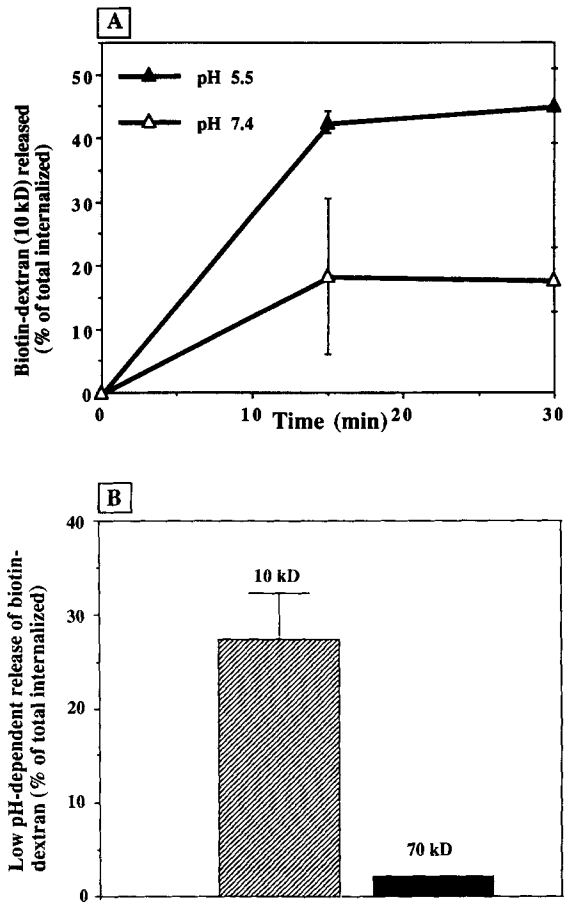 A
Biotin-dextran (10 kD) released
(% of total internalized)
50
40
30
20
10
0
pH 5.5
pH 7.4
0
10
20
30
Time (min)
B
Low pH-dependent release of biotin-
dextran (% of total internalized)
40
30
20
10
0
10 kD
70 kD